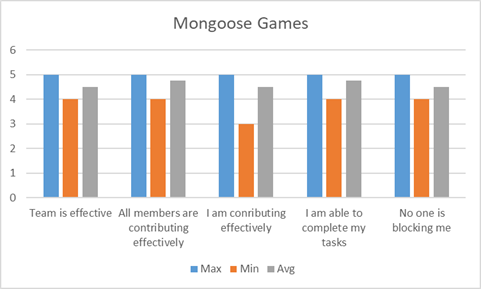 Mongoose Games
6
5
4
3
2
1
0
Team is effective
All members are
contributing
effectively
I am conributing
effectively
I am able to
complete my
tasks
No one is
blocking me
Max Min Avg